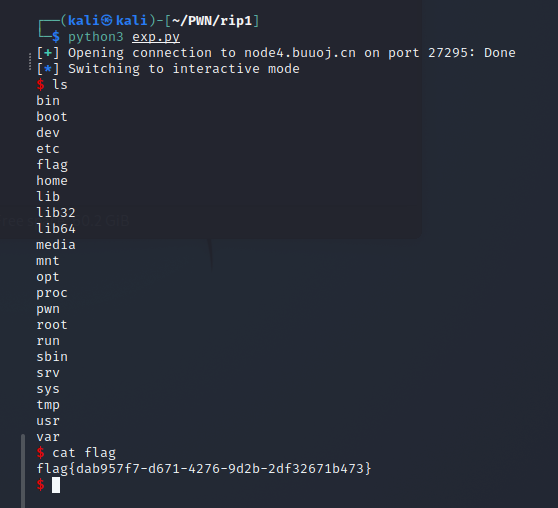 ┌──(kali㉿kali)-[~/PWN/rip1]
└─$ python3 exp.py
[+] Opening connection to node4.buuoj.cn on port 27295: Done
[*] Switching to interactive mode
$ ls
bin
boot
dev
etc
flag
home
lib
lib32
lib64
media
mnt
opt
proc
pwn
root
run
sbin
srv
sys
tmp
usr
var
$ cat flag
flag{dab957f7-d671-4276-9d2b-2df32671b473}
$